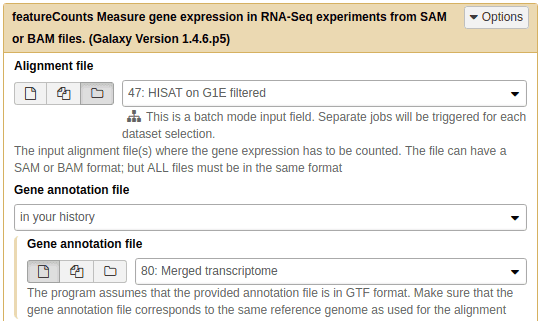 featureCounts Measure gene expression in RNA-Seq experiments from SAM
or BAM files. (Galaxy Version 1.4.6.p5)
Options
Alignment file
47: HISAT on G1E filtered
This is a batch mode input field. Separate jobs will be triggered for each
dataset selection.
The input alignment file(s) where the gene expression has to be counted. The file can have a
SAM or BAM format; but ALL files must be in the same format
Gene annotation file
in your history
Gene annotation file
80: Merged transcriptome
The program assumes that the provided annotation file is in GTF format. Make sure that the
gene annotation file corresponds to the same reference genome as used for the alignment